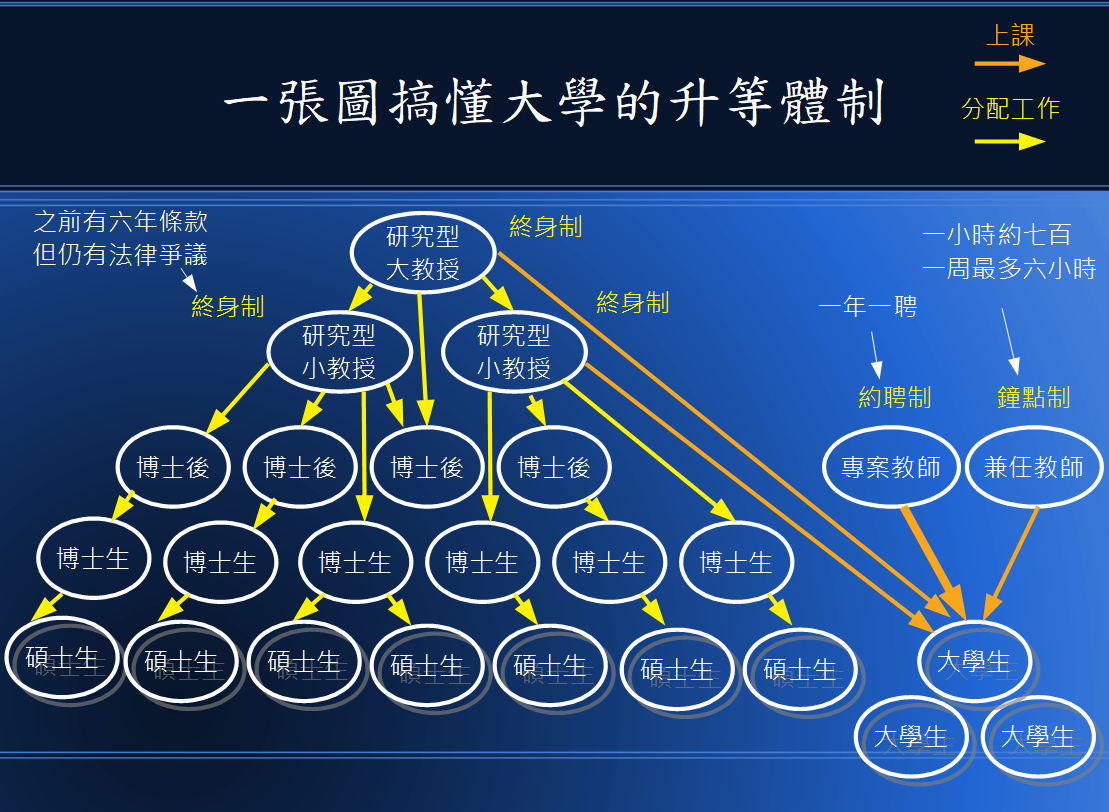 上課
一張圖搞懂大學的升等體制
分配工作
之前有六年條款
但仍有法律爭議
終身制
研究型
大教授
終身制
終身制
研究型
小教授
研究型
小教授
一小時約七百
一周最多六小時
一年一聘
約聘制
鐘點制
博士後
博士後
博士後
博士後
專案教師
兼任教師
博士生
博士生
博士生
博士生
博士生
博士生
碩士生
碩士生
碩士生
碩士生
碩士生
碩士生
碩士生
大學生
大學生
大學生